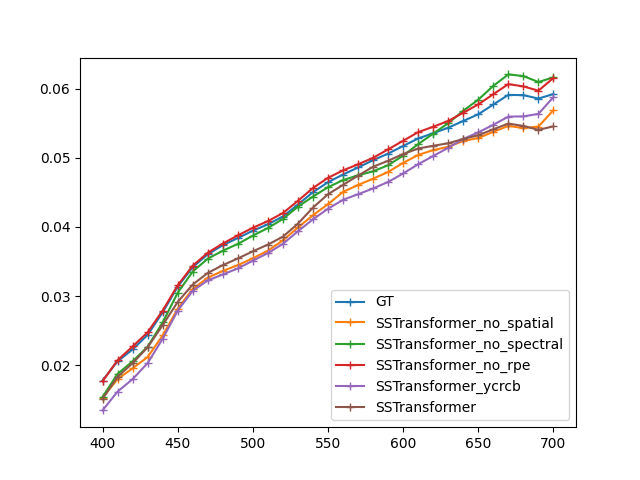 0.06
0.05
0.04
0.03
0.02
400 450 500 550 600 650 700
GT
SSTransformer_no_spatial
SSTransformer_no_spectral
SSTransformer_no_rpe
SSTransformer_ycrcb
SSTransformer